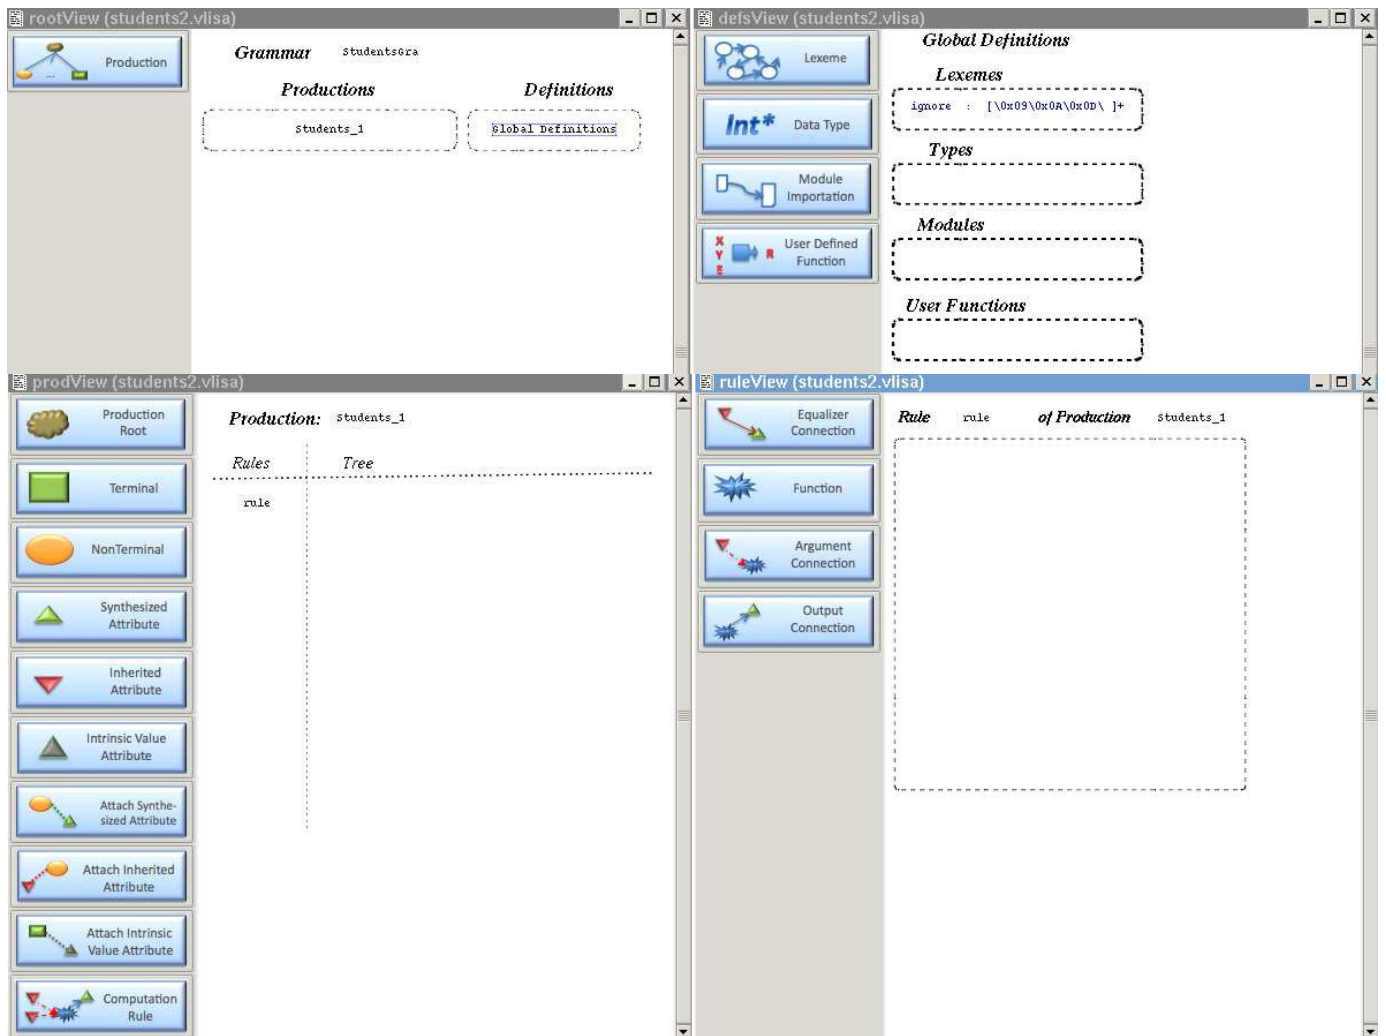 rootView (students2.vlisa)
Production
Grammar StudentsGra
Productions Definitions
Students_1 Global Definitions
defsView (students2.vlisa)
Lexeme
Int* Data Type
Module
Importation
X
Y
E
R
User Defined
Function
Global Definitions
Lexemes
ignore : [\0x09\0x0A\0x0D\ ]+
Types
Modules
User Functions
prodView (students2.vlisa)
Production
Root
Terminal
NonTerminal
Synthesized
Attribute
Inherited
Attribute
Intrinsic Value
Attribute
Attach Synthe-
sized Attribute
Attach Inherited
Attribute
Attach Intrinsic
Value Attribute
Computation
Rule
Production: Students_1
Rules Tree
rule
ruleView (students2.vlisa)
Equalizer
Connection
Function
Argument
Connection
Output
Connection
Rule rule of Production Students_1